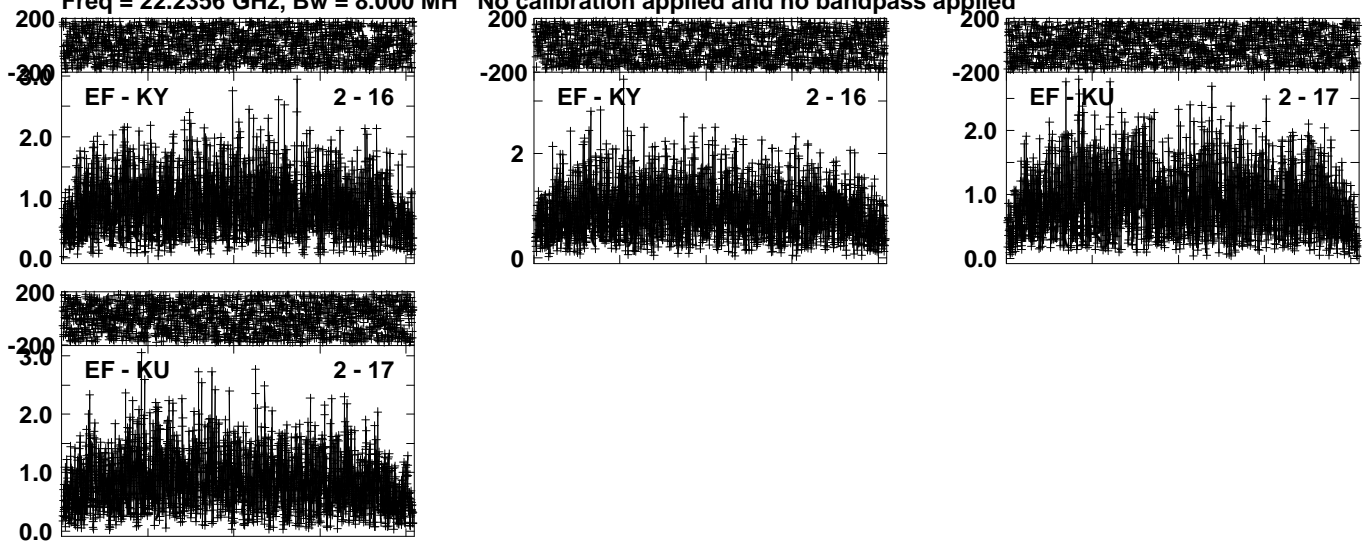 Freq = 22.2356 GHz, Bw = 8.000 MH No calibration applied and no bandpass applied
200 200 200
-200 -200 -200
3.0
EF - KY 2 - 16 EF - KY 2 - 16 EF - KU 2 - 17
2.0 2 2.0
1.0 1.0
0.0 0 0.0
200
-200
3.0
EF - KU 2 - 17
2.0
1.0
0.0